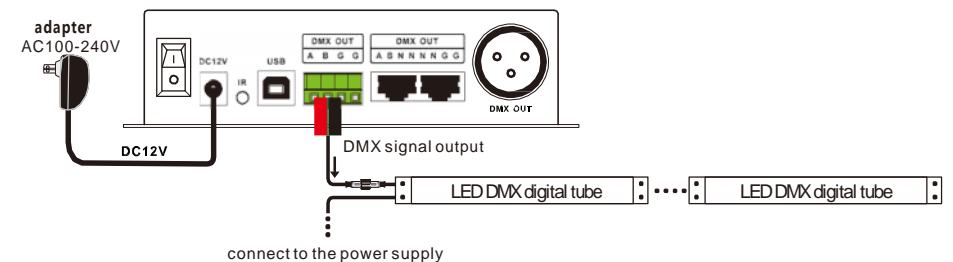 adapter
AC100-240V
DMX OUT
DMX OUT
DC12V
USB
A B G G
A B N N N N G G
IR
DMX OUT
DC12V
DMX signal output
LED DMX digital tube
LED DMX digital tube
connect to the power supply